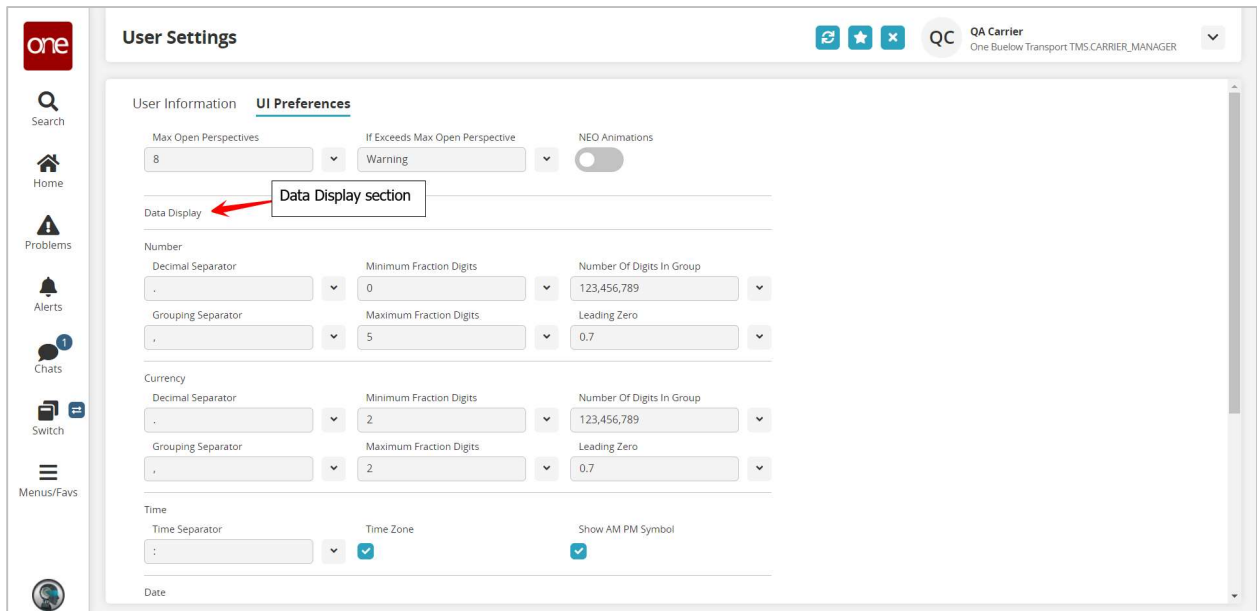 one
User Settings
QC
QA Carrier
One Buelow Transport TMS.CARRIER_MANAGER
Search
Home
Problems
Alerts
1
Chats
Switch
Menus/Favs
User Information UI Preferences
Max Open Perspectives If Exceeds Max Open Perspective NEO Animations
8 Warning
Data Display section
Data Display
Number
Decimal Separator Minimum Fraction Digits Number Of Digits In Group
. 0 123,456,789
Grouping Separator Maximum Fraction Digits Leading Zero
, 5 0.7
Currency
Decimal Separator Minimum Fraction Digits Number Of Digits In Group
. 2 123,456,789
Grouping Separator Maximum Fraction Digits Leading Zero
, 2 0.7
Time
Time Separator Time Zone Show AM PM Symbol
:
Date